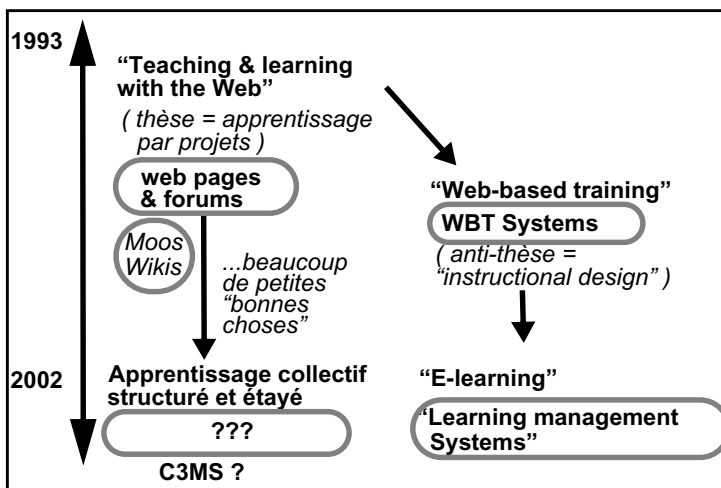 1993
“Teaching & learning
with the Web”
( thèse = apprentissage
par projets )
web pages
& forums
Moos
Wikis
...beaucoup
de petites
“bonnes
choses”
“Web-based training”
WBT Systems
( anti-thèse =
“instructional design” )
2002
Apprentissage collectif
structuré et étayé
???
C3MS ?
“E-learning”
“Learning management
Systems”